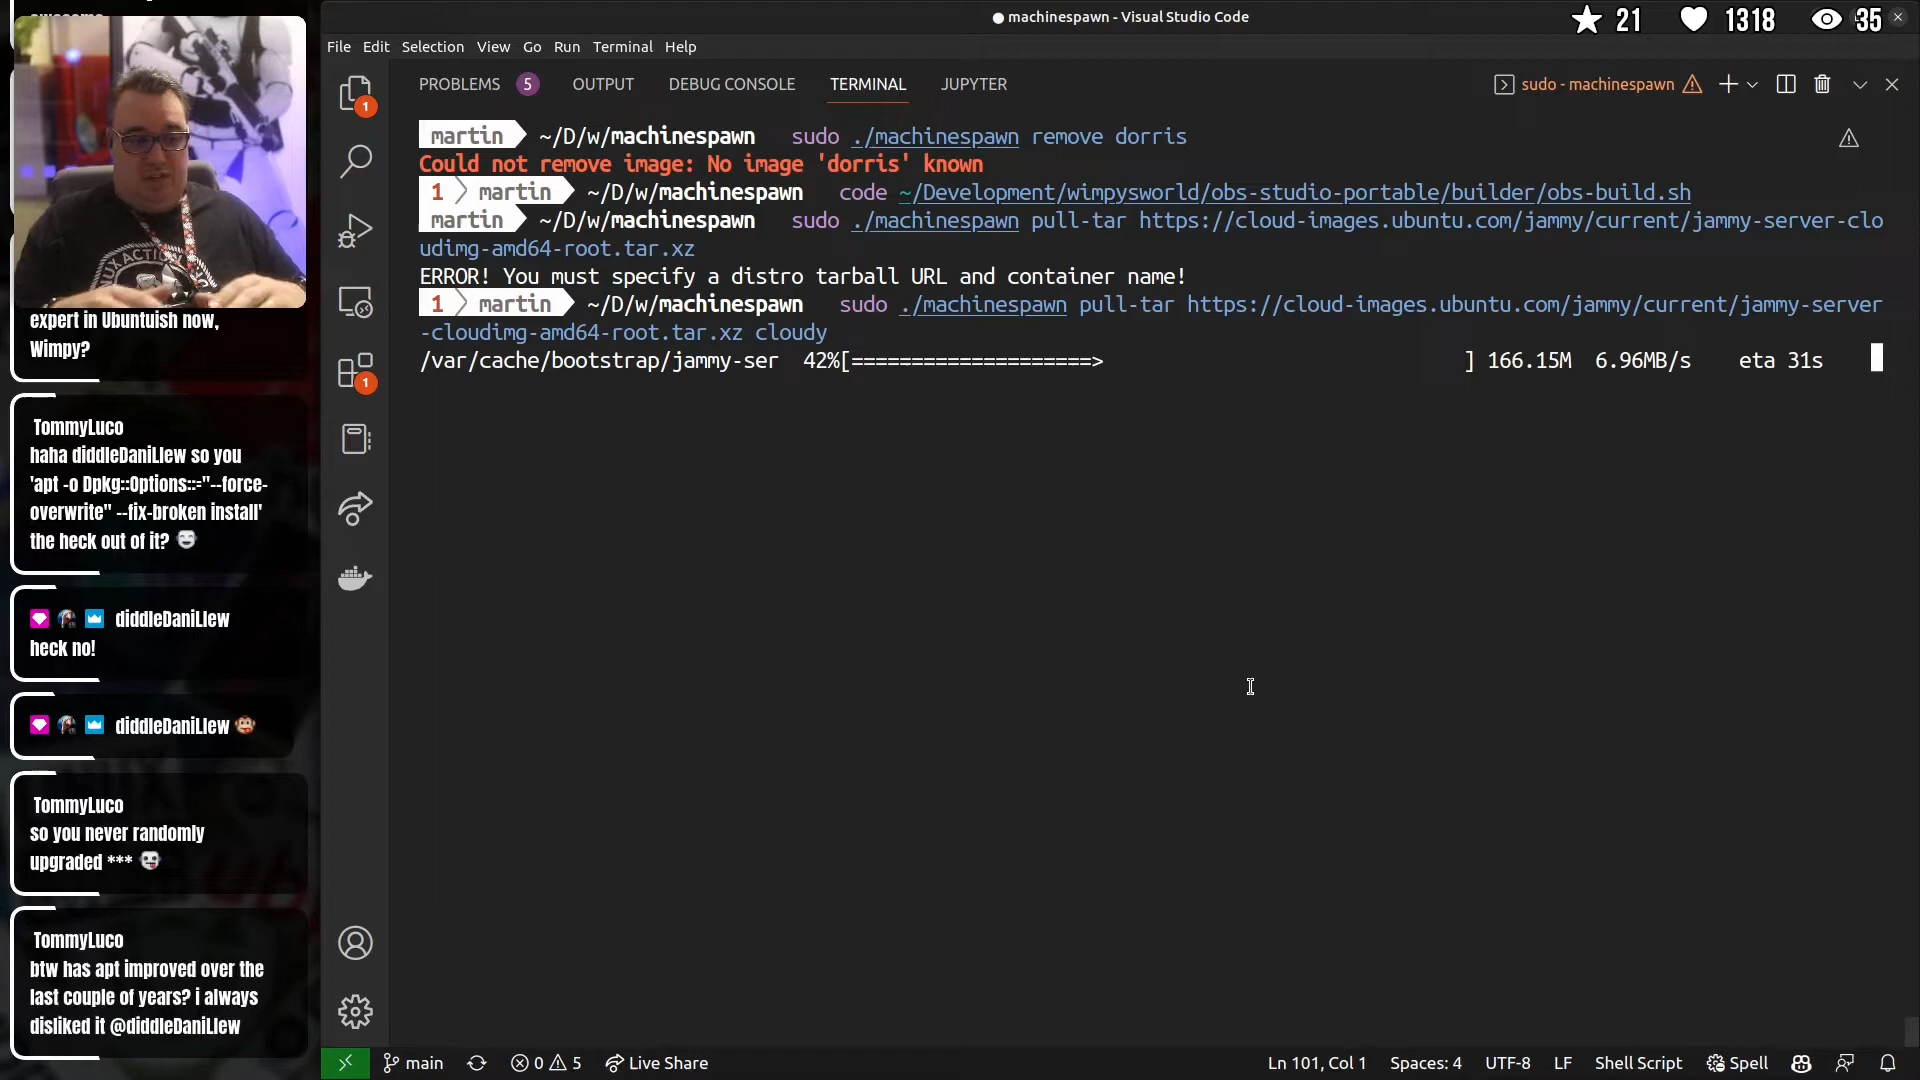 expert in Ubuntuish now,
Wimpy?
TommyLuco
haha diddleDaniLlew so you
'apt -o Dpkg::Options::="--force-
overwrite" --fix-broken install'
the heck out of it?
diddleDaniLlew
heck no!
diddleDaniLlew
TommyLuco
so you never randomly
upgraded ***
TommyLuco
btw has apt improved over the
last couple of years? i always
disliked it @diddleDaniLlew
machinespawn - Visual Studio Code
21 1318 35
File Edit Selection View Go Run Terminal Help
PROBLEMS 5 OUTPUT DEBUG CONSOLE TERMINAL JUPYTER sudo - machinespawn
1
1
martin ~/D/w/machinespawn sudo ./machinespawn remove dorris
Could not remove image: No image 'dorris' known
1 martin ~/D/w/machinespawn code ~/Development/wimpysworld/obs-studio-portable/builder/obs-build.sh
martin ~/D/w/machinespawn sudo ./machinespawn pull-tar https://cloud-images.ubuntu.com/jammy/current/jammy-server-clo
udimg-amd64-root.tar.xz
ERROR! You must specify a distro tarball URL and container name!
1 martin ~/D/w/machinespawn sudo ./machinespawn pull-tar https://cloud-images.ubuntu.com/jammy/current/jammy-server
-cloudimg-amd64-root.tar.xz cloudy
/var/cache/bootstrap/jammy-ser 42%[====================> ] 166.15M 6.96MB/s eta 31s
main 0 5 Live Share Ln 101, Col 1 Spaces: 4 UTF-8 LF Shell Script Spell